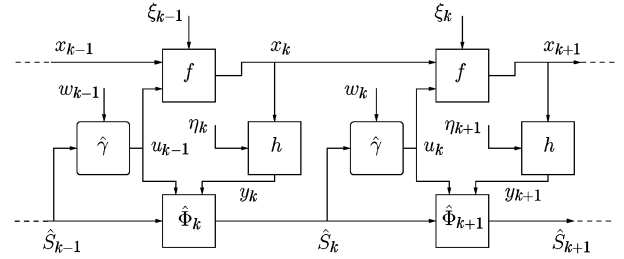 ξ_{k-1} ξ_k
x_{k-1} f x_k f x_{k+1}
w_{k-1} w_k
γ̂ u_{k-1} η_k h γ̂ u_k η_{k+1} h
y_k y_{k+1}
Φ̂_k Φ̂_{k+1}
Ŝ_{k-1} Ŝ_k Ŝ_{k+1}